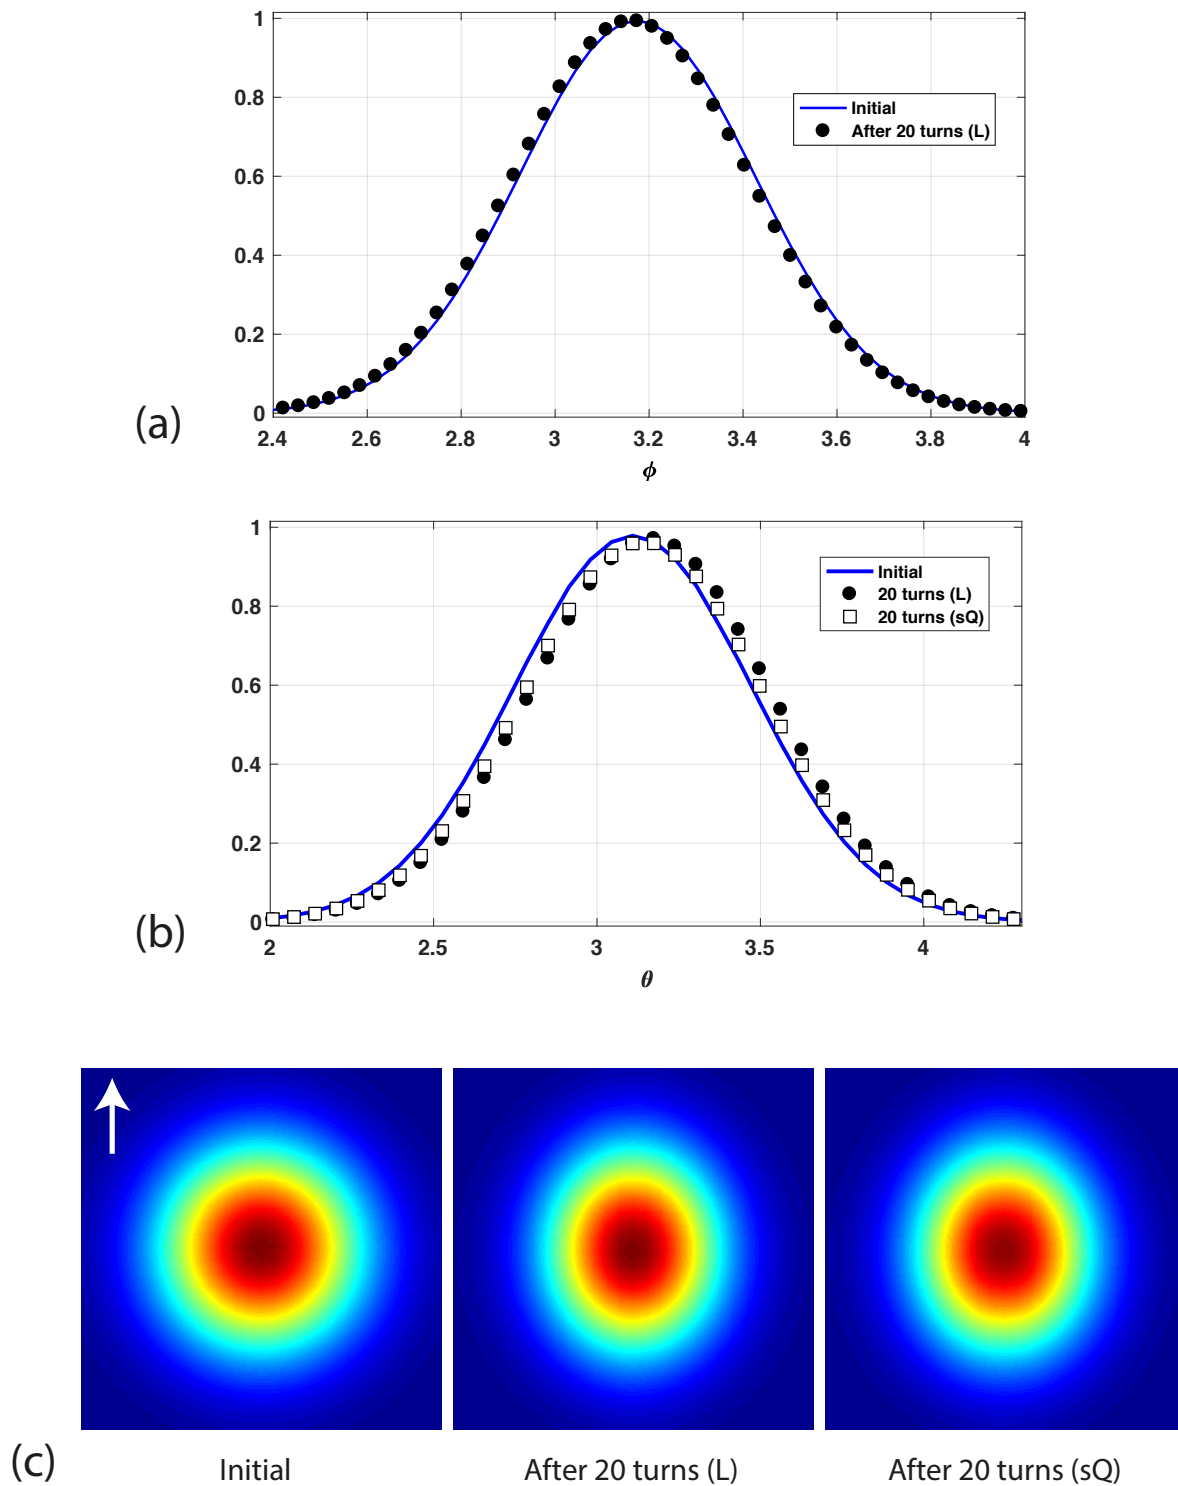 1
0.8
0.6
0.4
0.2
0
Initial
After 20 turns (L)
(a)
2.4 2.6 2.8 3 3.2 3.4 3.6 3.8 4
ϕ
1
0.8
0.6
0.4
0.2
0
Initial
20 turns (L)
20 turns (sQ)
(b)
2 2.5 3 3.5 4
θ
(c)
Initial After 20 turns (L) After 20 turns (sQ)